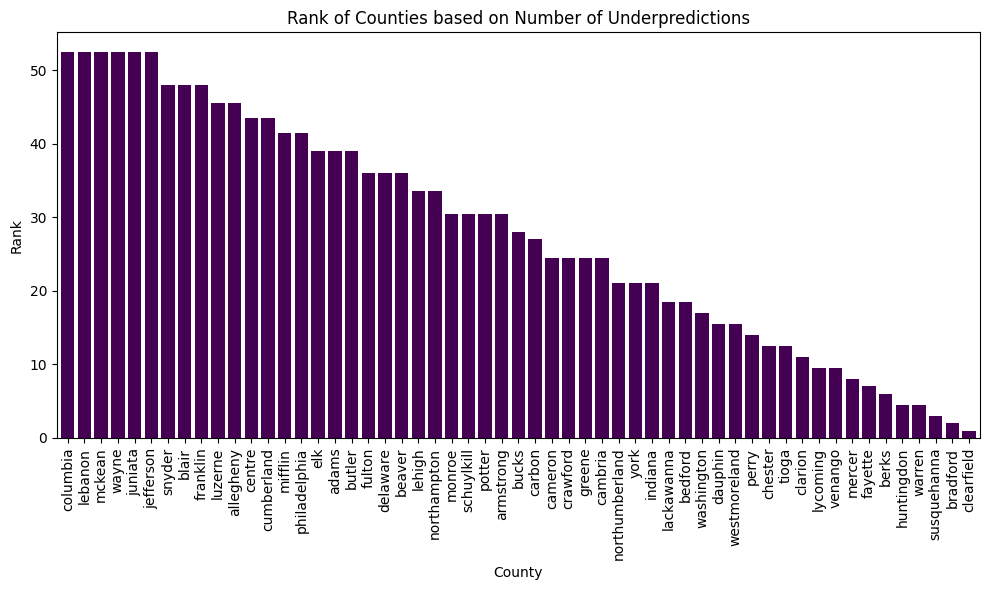 Rank of Counties based on Number of Underpredictions
Rank
50
40
30
20
10
0
columbia
lebanon
mckean
wayne
juniata
jefferson
snyder
blair
franklin
luzerne
allegheny
centre
cumberland
mifflin
philadelphia
elk
adams
butler
fulton
delaware
beaver
lehigh
northampton
monroe
schuylkill
potter
armstrong
bucks
carbon
cameron
crawford
greene
cambria
northumberland
york
indiana
lackawanna
bedford
washington
dauphin
westmoreland
perry
chester
tioga
clarion
lycoming
venango
mercer
fayette
berks
huntingdon
warren
susquehanna
bradford
clearfield
County